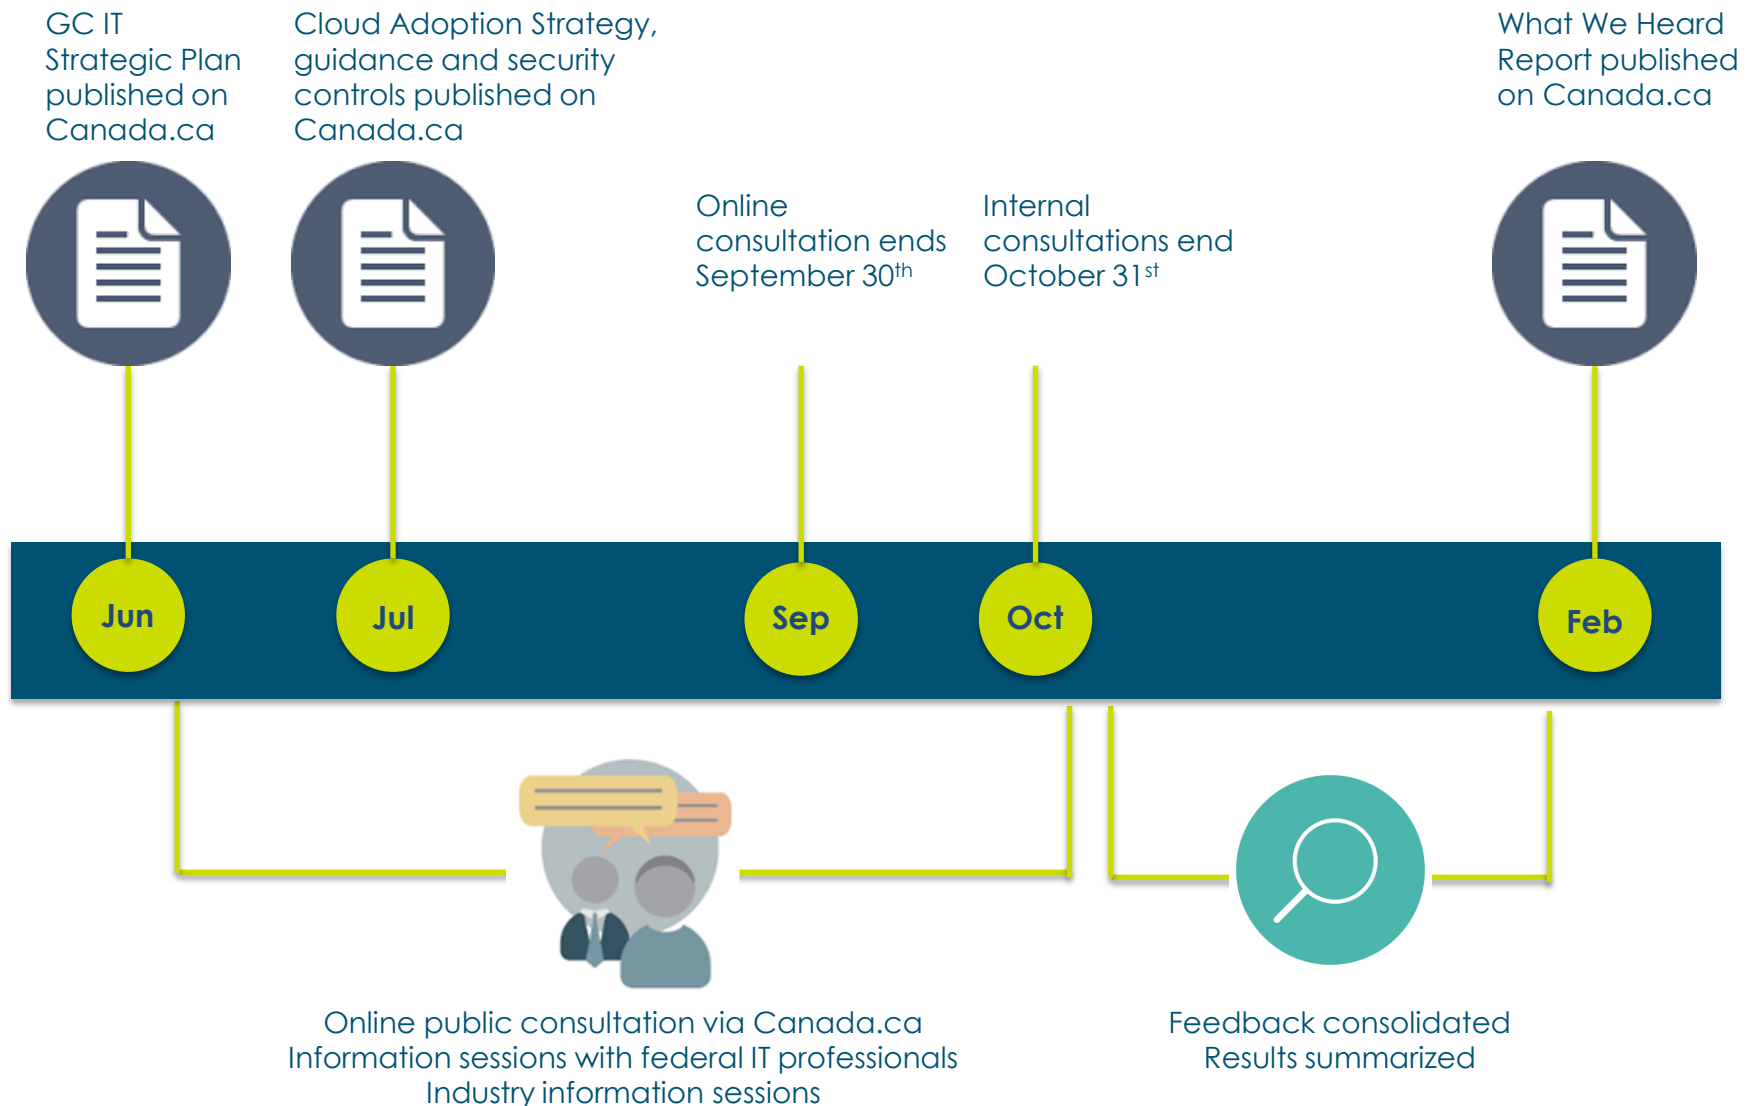 GC IT
Strategic Plan
published on
Canada.ca
Cloud Adoption Strategy,
guidance and security
controls published on
Canada.ca
Online
consultation ends
September 30th
Internal
consultations end
October 31st
What We Heard
Report published
on Canada.ca
Jun
Jul
Sep
Oct
Feb
Online public consultation via Canada.ca
Information sessions with federal IT professionals
Industry information sessions
Feedback consolidated
Results summarized